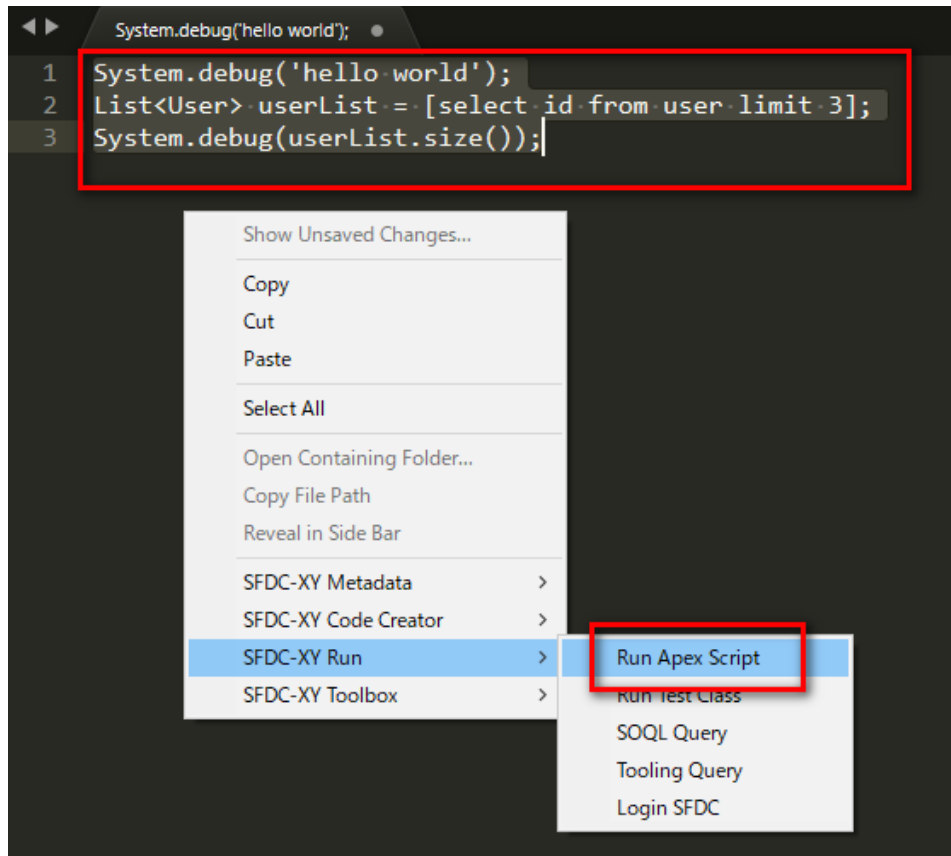 System.debug('hello world');
1 System.debug('hello world');
2 List<User> userList = [select id from user limit 3];
3 System.debug(userList.size());
Show Unsaved Changes...
Copy
Cut
Paste
Select All
Open Containing Folder...
Copy File Path
Reveal in Side Bar
SFDC-XY Metadata
SFDC-XY Code Creator
SFDC-XY Run
SFDC-XY Toolbox
Run Apex Script
Run Test Class
SOQL Query
Tooling Query
Login SFDC